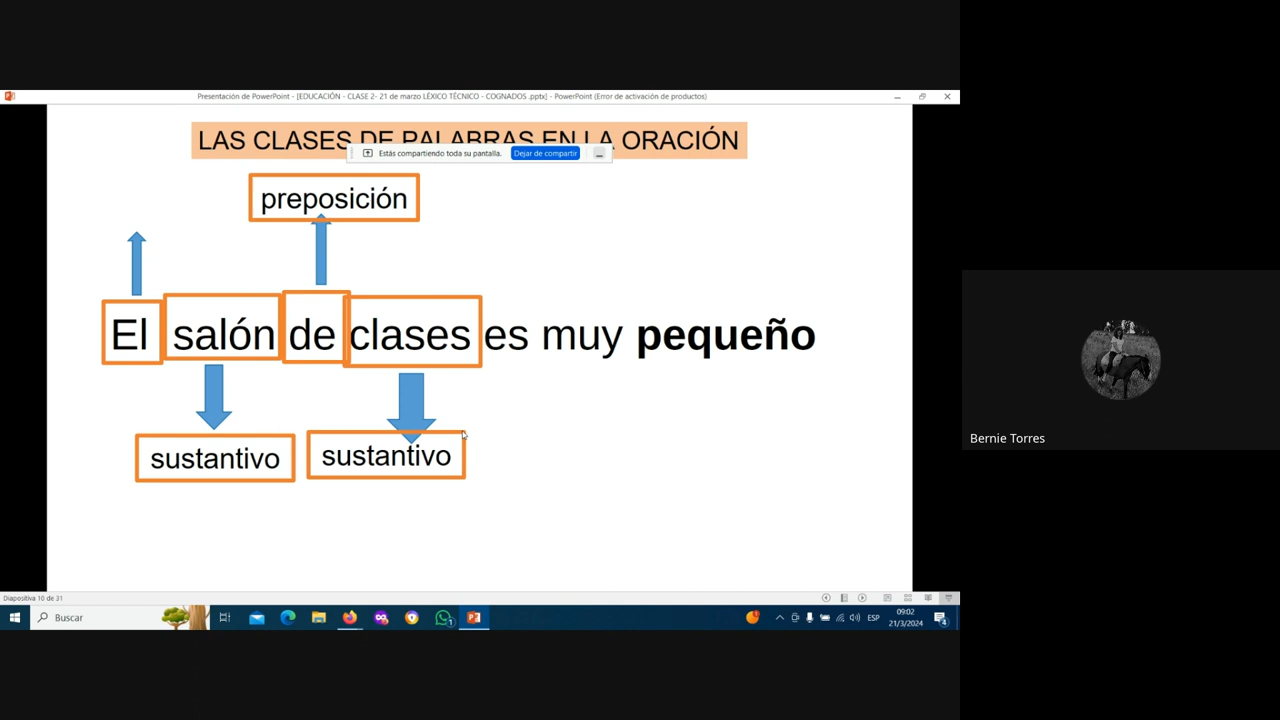 Presentación de PowerPoint - [EDUCACIÓN - CLASE 2- 21 de marzo LÉXICO TÉCNICO - COGNADOS .pptx] - PowerPoint (Error de activación de productos)
LAS CLASES DE PALABRAS EN LA ORACIÓN
Estás compartiendo toda su pantalla.
Dejar de compartir
preposición
El salón de clases es muy pequeño
sustantivo
sustantivo
Bernie Torres
Diapositiva 10 de 31
Buscar
ESP
09:02
21/3/2024